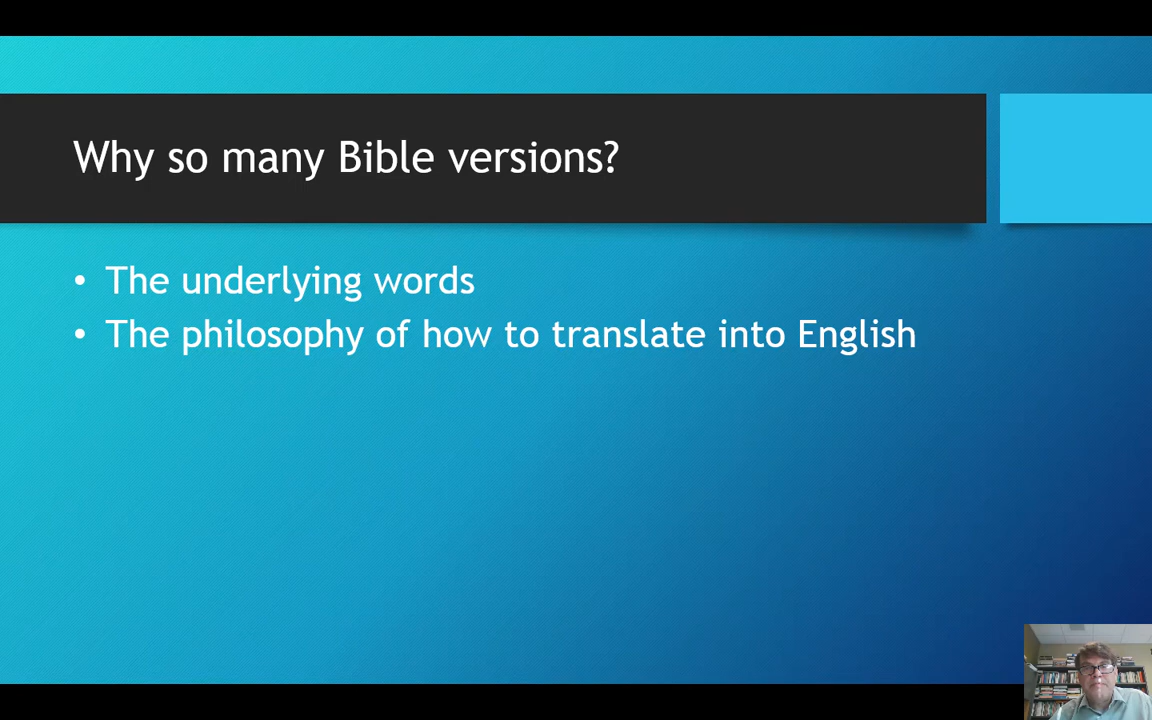 Why so many Bible versions?
• The underlying words
• The philosophy of how to translate into English